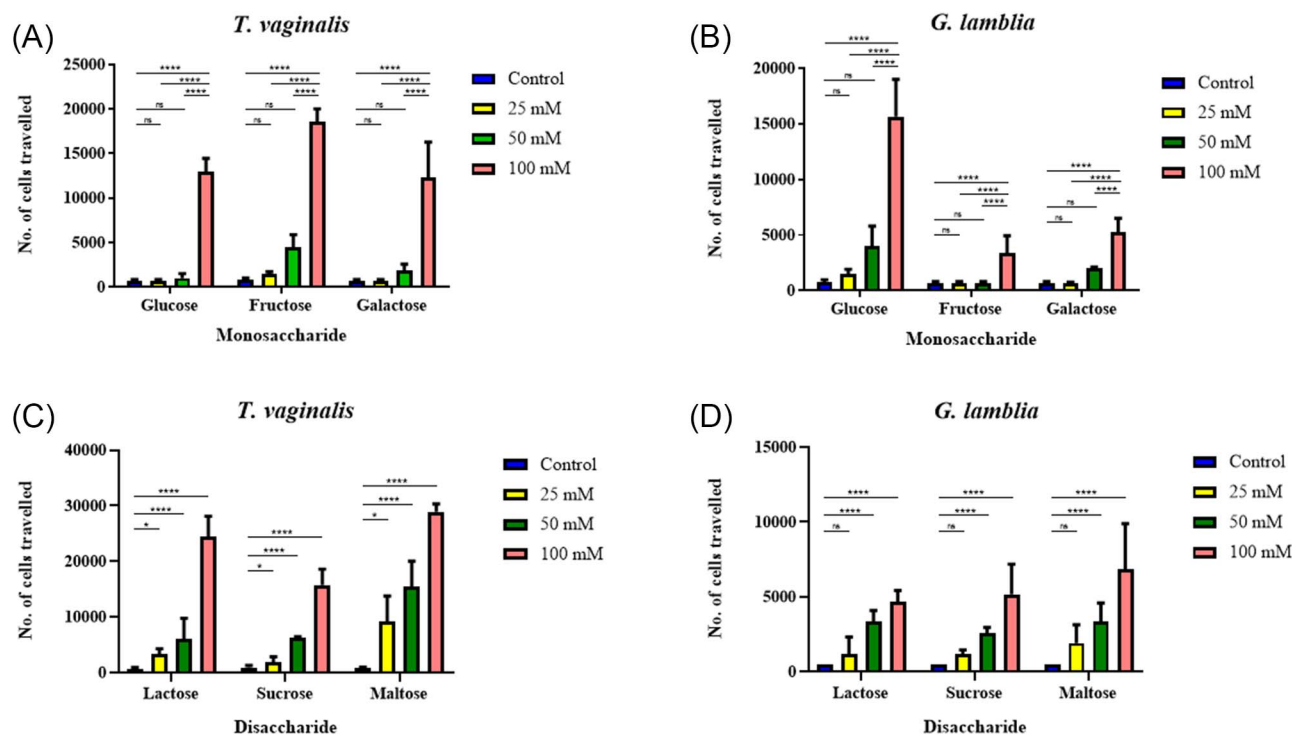 (A)
T. vaginalis
25000
20000
15000
10000
5000
0
No. of cells travelled
**** **** ****
**** **** ****
**** **** ****
ns ns ns
ns ns ns
Glucose Fructose Galactose
Monosaccharide
Control
25 mM
50 mM
100 mM
(B)
G. lamblia
20000
15000
10000
5000
0
No. of cells travelled
****
****
****
ns
ns
****
****
****
ns
ns
****
****
****
ns
ns
Glucose Fructose Galactose
Monosaccharide
Control
25 mM
50 mM
100 mM
(C)
T. vaginalis
40000
30000
20000
10000
0
No. of cells travelled
****
****
*
****
****
*
****
****
*
Lactose Sucrose Maltose
Disaccharide
Control
25 mM
50 mM
100 mM
(D)
G. lamblia
15000
10000
5000
0
No. of cells travelled
**** **** ****
**** **** ****
ns ns ns
Lactose Sucrose Maltose
Disaccharide
Control
25 mM
50 mM
100 mM